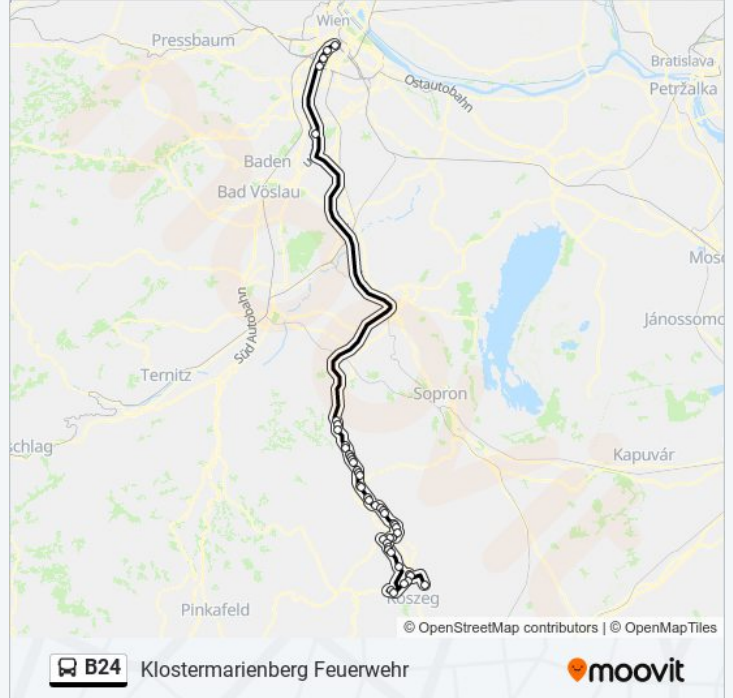 Wien
Pressbaum
Bratislava
Ostautobahn
Petržalka
Baden
Bad Vöslau
Mosc
Süd Autobahn
Jánossomo
Ternitz
Sopron
schlag
Kapuvár
Pinkafeld
Kőszeg
© OpenStreetMap contributors | © OpenMapTiles
B24 Klostermarienberg Feuerwehr
moovit